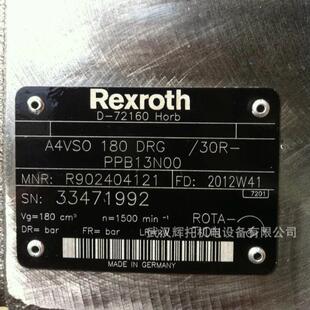 Rexroth
D-72160 Horb
A4VSO 180 DRG /30R-
PPB13N00
MNR: R902404121 FD: 2012W41
SN: 33471992 7201
Vg=180 cm³ n=1500 min⁻¹ ROTA-
DR= bar FR= bar
武汉辉托机电设备有限公司
MADE IN GERMANY